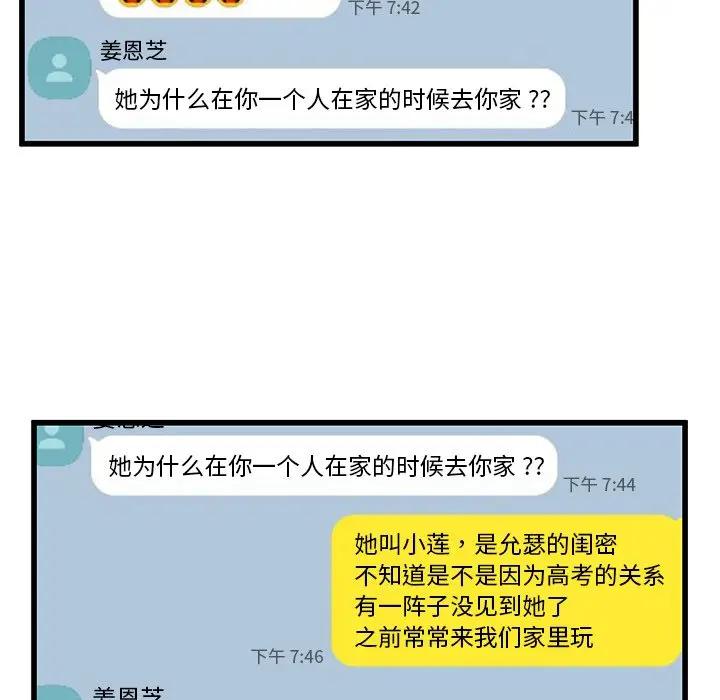 下午 7:42
姜恩芝
她为什么在你一个人在家的时候去你家 ??
下午 7:4
她为什么在你一个人在家的时候去你家 ??
下午 7:44
她叫小莲，是允瑟的闺密
不知道是不是因为高考的关系
有一阵子没见到她了
之前常常来我们家里玩
下午 7:46
姜恩芝